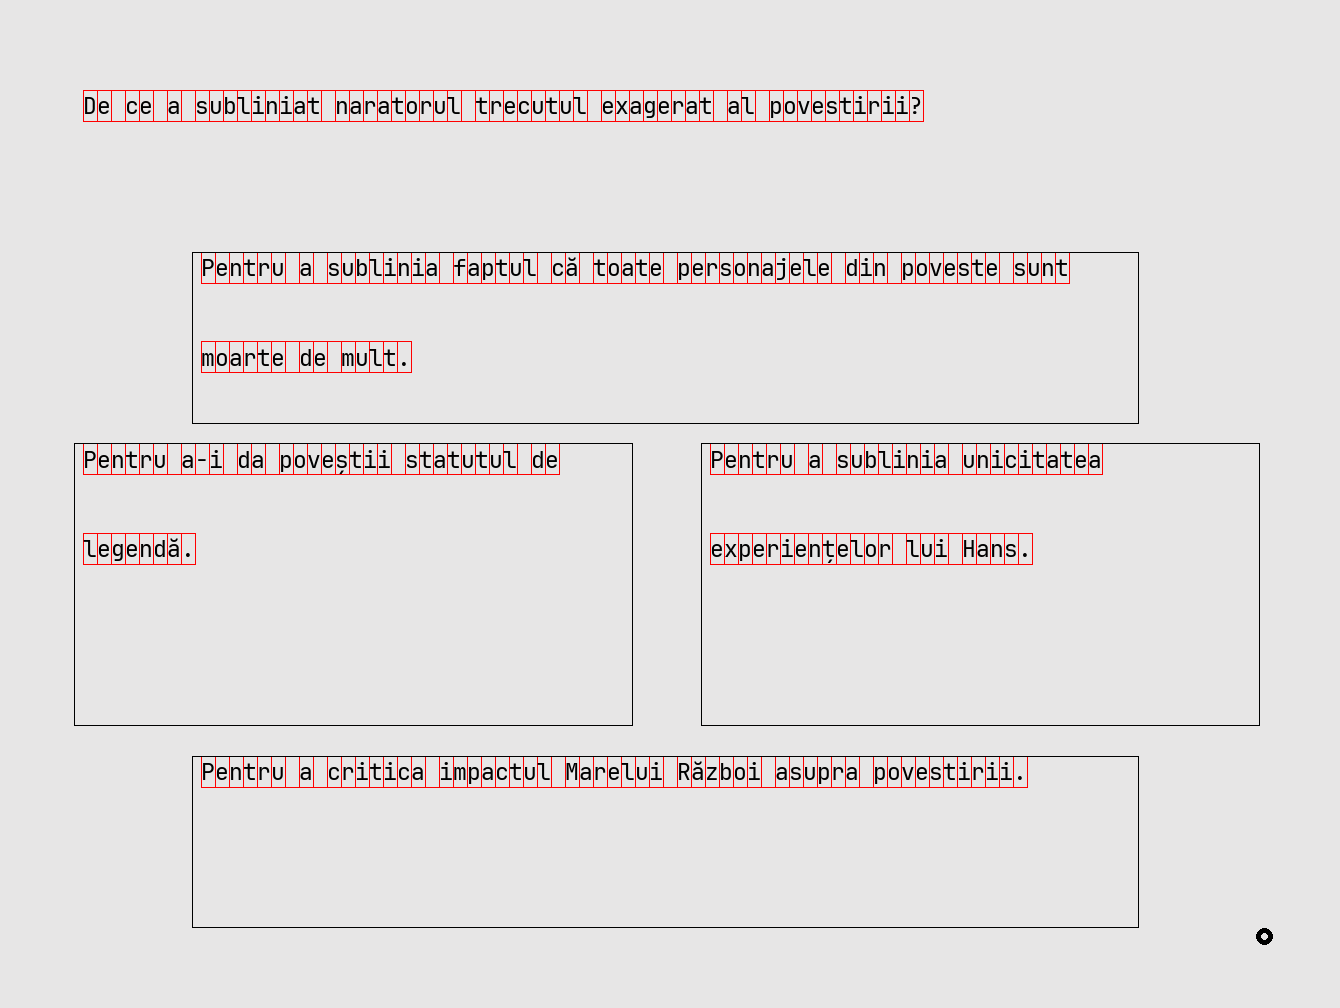 De ce a subliniat naratorul trecutul exagerat al povestirii?
Pentru a sublinia faptul că toate personajele din poveste sunt
moarte de mult.
Pentru a-i da poveștii statutul de
legendă.
Pentru a sublinia unicitatea
experiențelor lui Hans.
Pentru a critica impactul Marelui Război asupra povestirii.